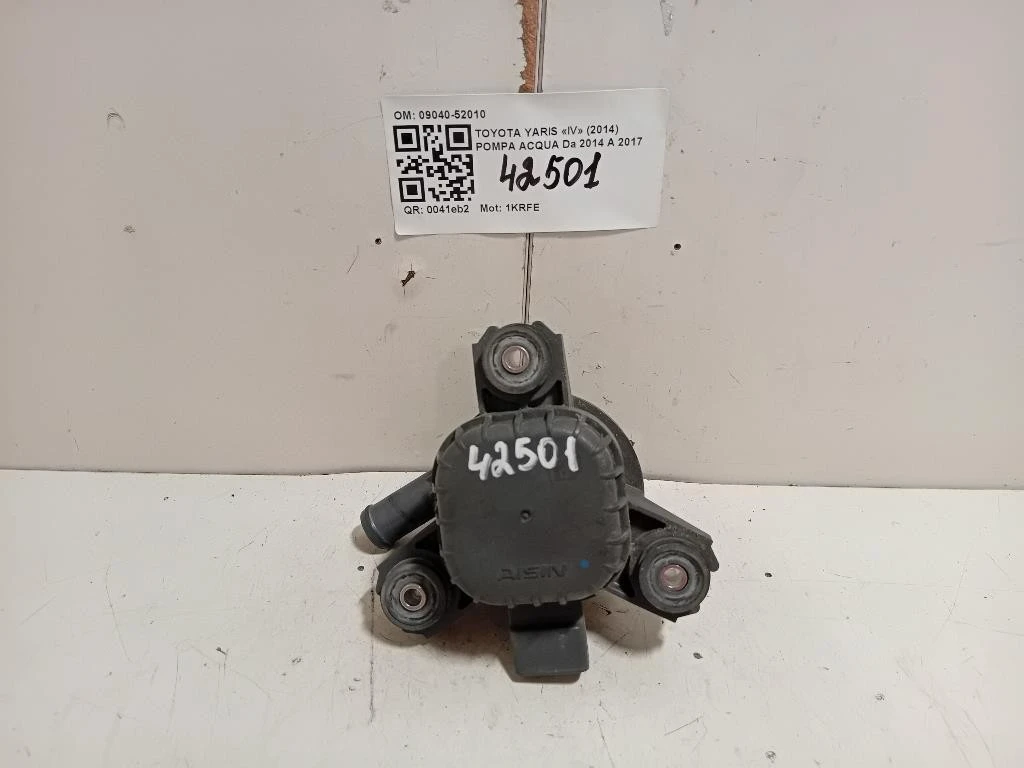 OM: 09040-52010
TOYOTA YARIS «IV» (2014)
POMPA ACQUA Da 2014 A 2017
42501
QR: 0041eb2 Mot: 1KRFE
42501
AISIN